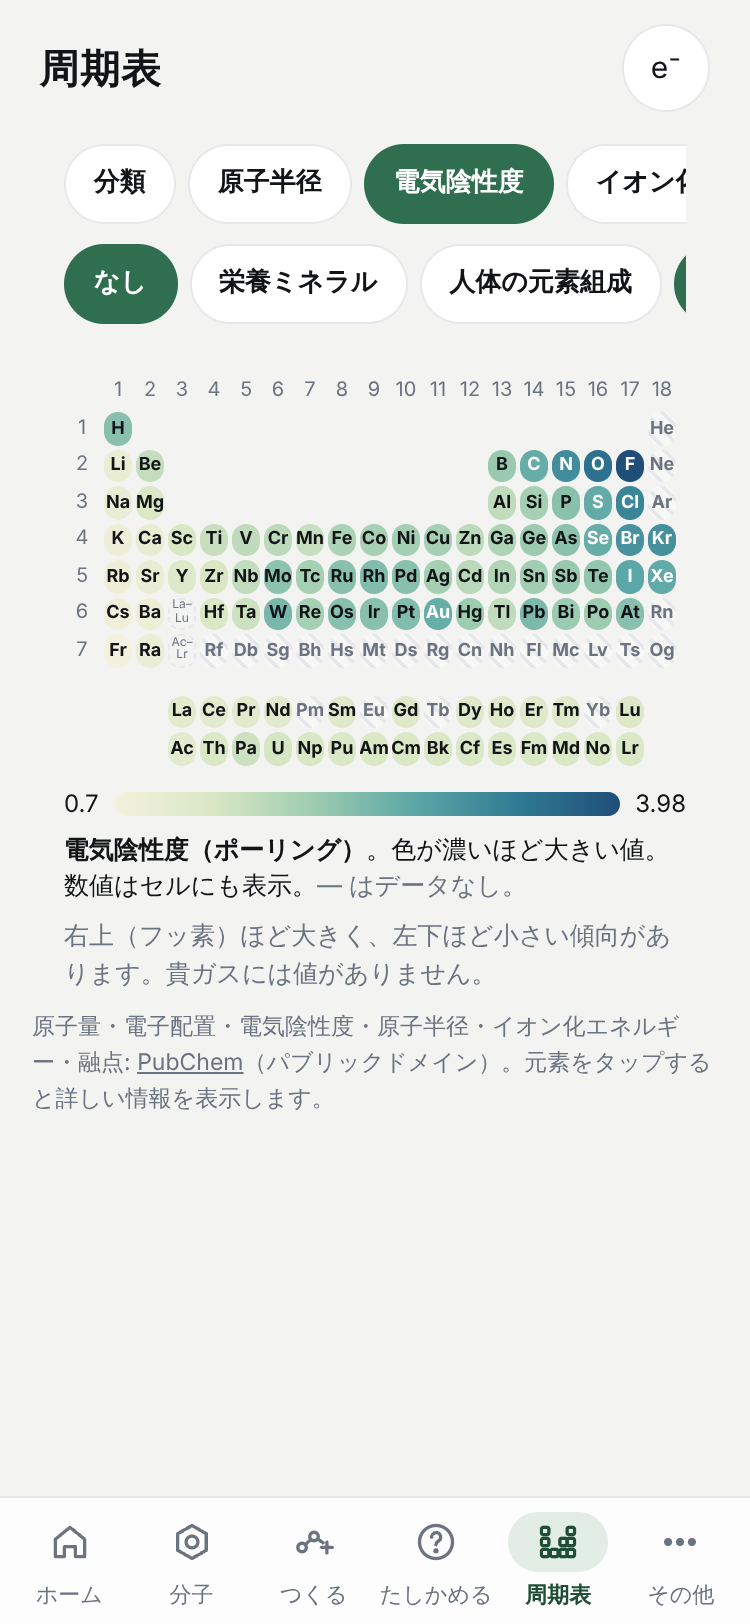 周期表
e⁻
分類 原子半径 電気陰性度 イオン
なし 栄養ミネラル 人体の元素組成
1 2 3 4 5 6 7 8 9 10 11 12 13 14 15 16 17 18
1 H He
2 Li Be B C N O F Ne
3 Na Mg Al Si P S Cl Ar
4 K Ca Sc Ti V Cr Mn Fe Co Ni Cu Zn Ga Ge As Se Br Kr
5 Rb Sr Y Zr Nb Mo Tc Ru Rh Pd Ag Cd In Sn Sb Te I Xe
6 Cs Ba La–Lu Hf Ta W Re Os Ir Pt Au Hg Tl Pb Bi Po At Rn
7 Fr Ra Ac–Lr Rf Db Sg Bh Hs Mt Ds Rg Cn Nh Fl Mc Lv Ts Og
La Ce Pr Nd Pm Sm Eu Gd Tb Dy Ho Er Tm Yb Lu
Ac Th Pa U Np Pu Am Cm Bk Cf Es Fm Md No Lr
0.7 3.98
電気陰性度（ポーリング）。色が濃いほど大きい値。
数値はセルにも表示。— はデータなし。
右上（フッ素）ほど大きく、左下ほど小さい傾向があ
ります。貴ガスには値がありません。
原子量・電子配置・電気陰性度・原子半径・イオン化エネルギ
ー・融点: PubChem（パブリックドメイン）。元素をタップする
と詳しい情報を表示します。
ホーム 分子 つくる たしかめる 周期表 その他